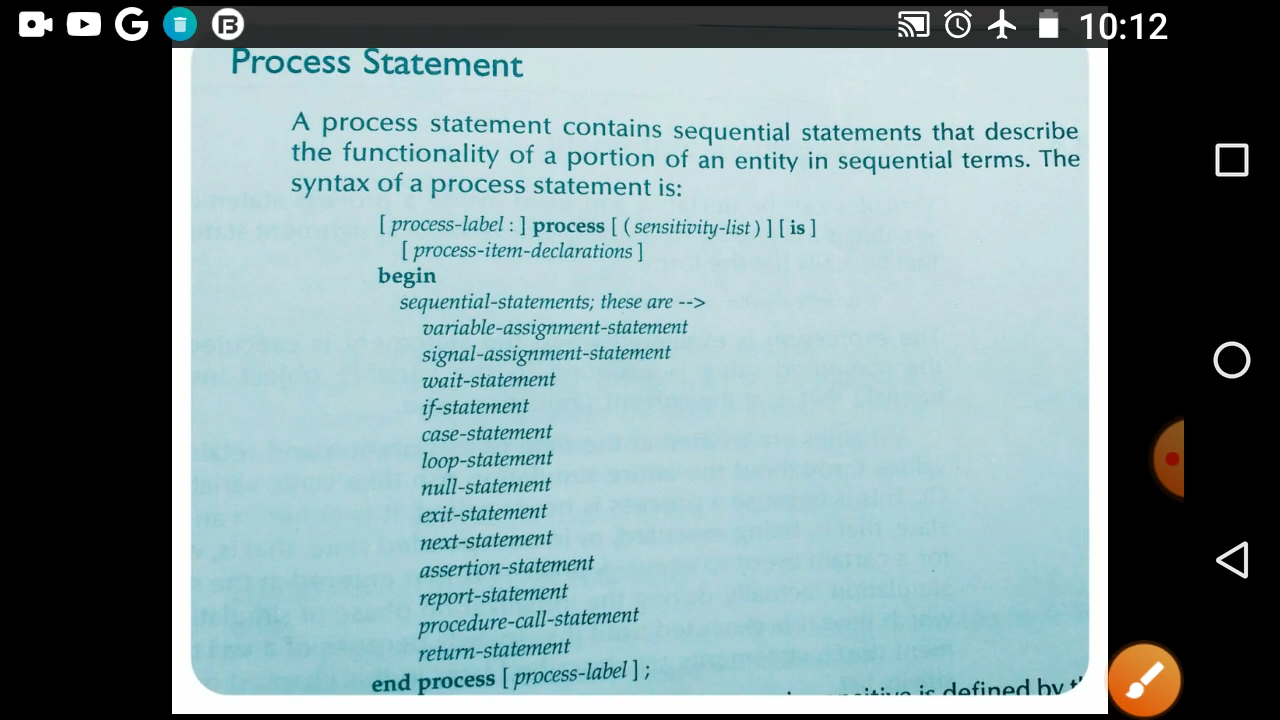 10:12
Process Statement
A process statement contains sequential statements that describe
the functionality of a portion of an entity in sequential terms. The
syntax of a process statement is:
[ process-label : ] process [ ( sensitivity-list ) ] [ is ]
[ process-item-declarations ]
begin
sequential-statements; these are -->
variable-assignment-statement
signal-assignment-statement
wait-statement
if-statement
case-statement
loop-statement
null-statement
exit-statement
next-statement
assertion-statement
report-statement
procedure-call-statement
return-statement
end process [ process-label ] ;
is defined by